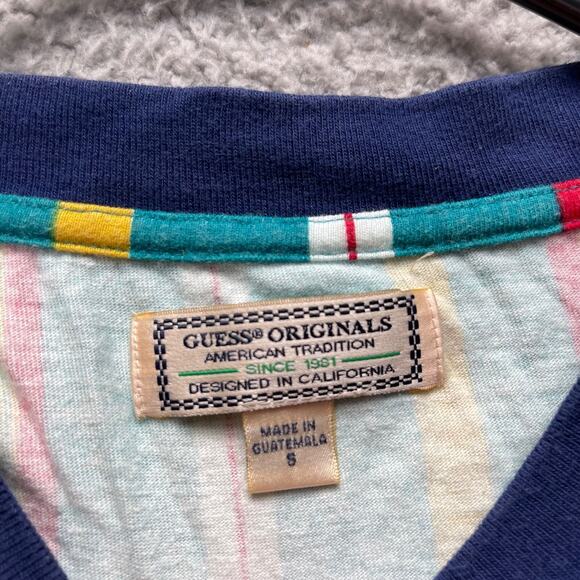 GUESS® ORIGINALS
AMERICAN TRADITION
SINCE 1981
DESIGNED IN CALIFORNIA
MADE IN
GUATEMALA
S